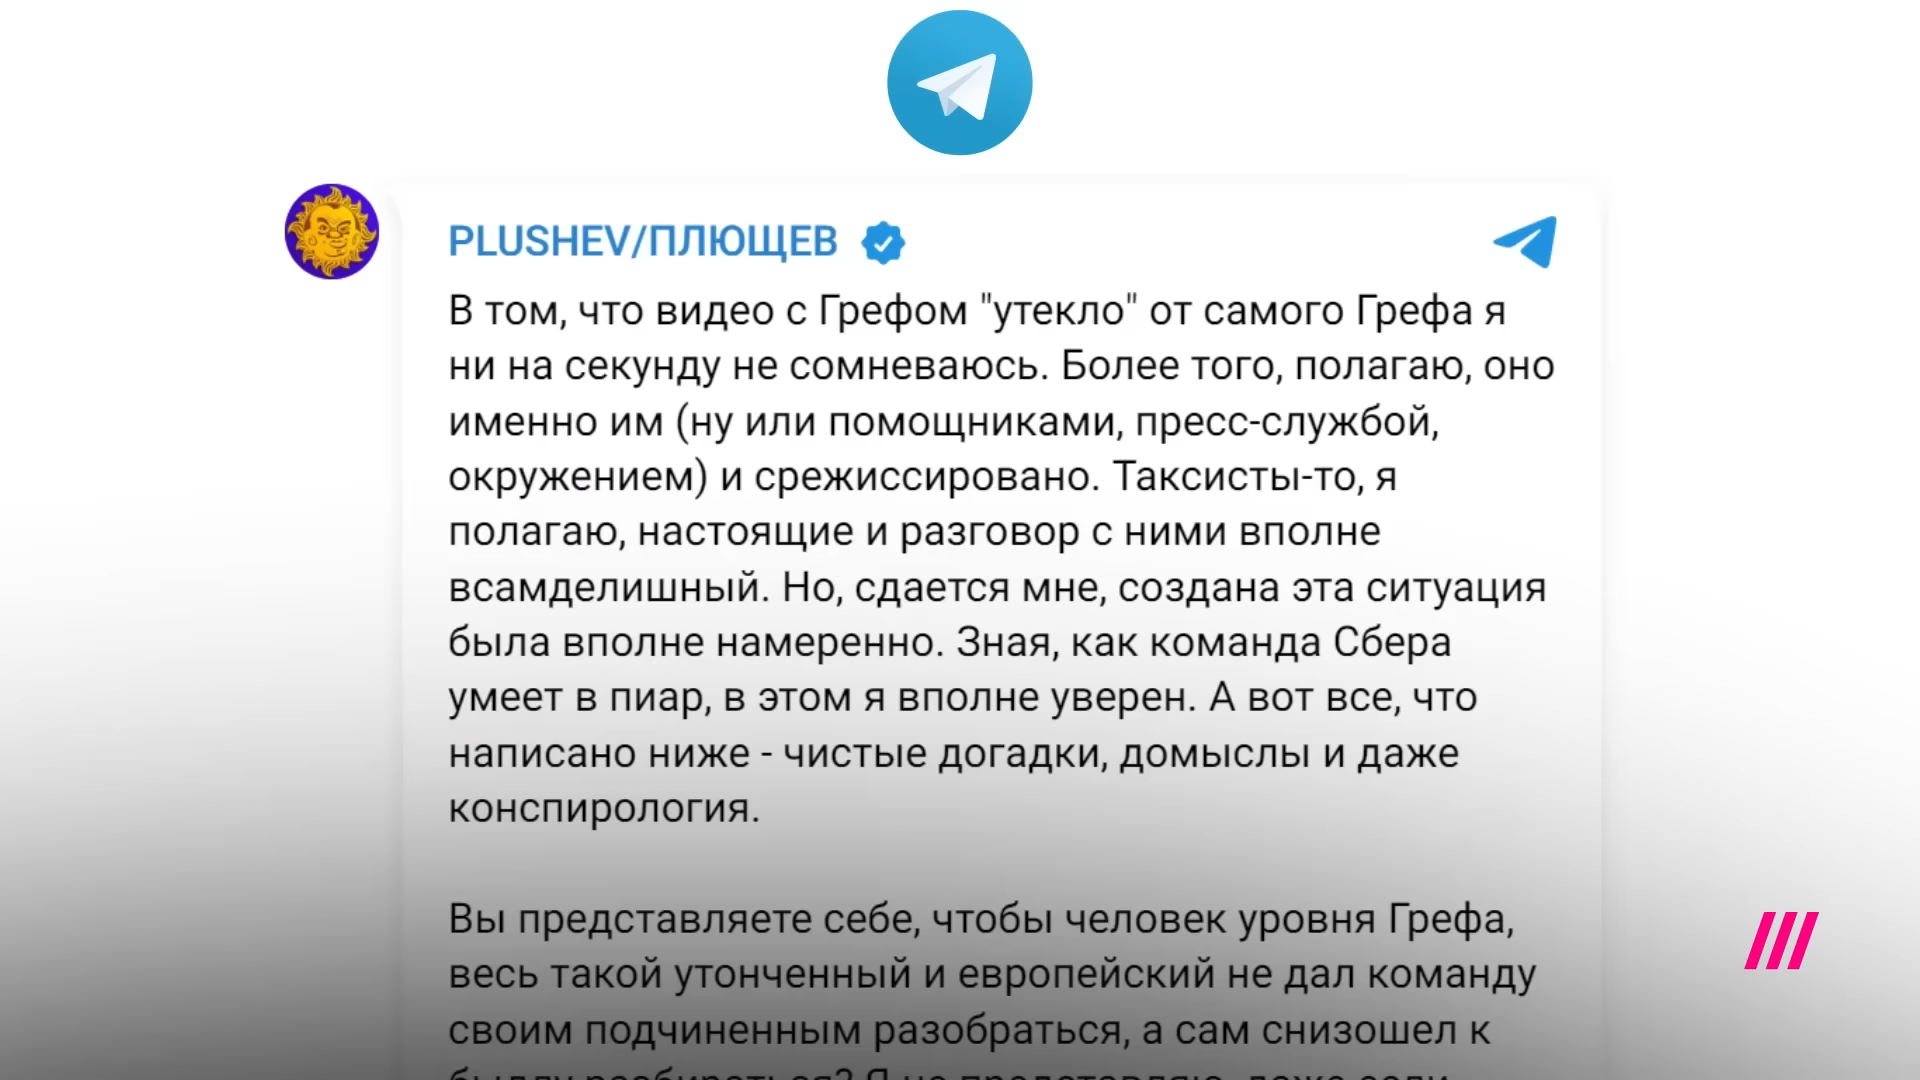 PLUSHEV/ПЛЮЩЕВ
В том, что видео с Грефом "утекло" от самого Грефа я
ни на секунду не сомневаюсь. Более того, полагаю, оно
именно им (ну или помощниками, пресс-службой,
окружением) и срежиссировано. Таксисты-то, я
полагаю, настоящие и разговор с ними вполне
всамделишный. Но, сдается мне, создана эта ситуация
была вполне намеренно. Зная, как команда Сбера
умеет в пиар, в этом я вполне уверен. А вот все, что
написано ниже - чистые догадки, домыслы и даже
конспирология.
Вы представляете себе, чтобы человек уровня Грефа,
весь такой утонченный и европейский не дал команду
своим подчиненным разобраться, а сам снизошел к